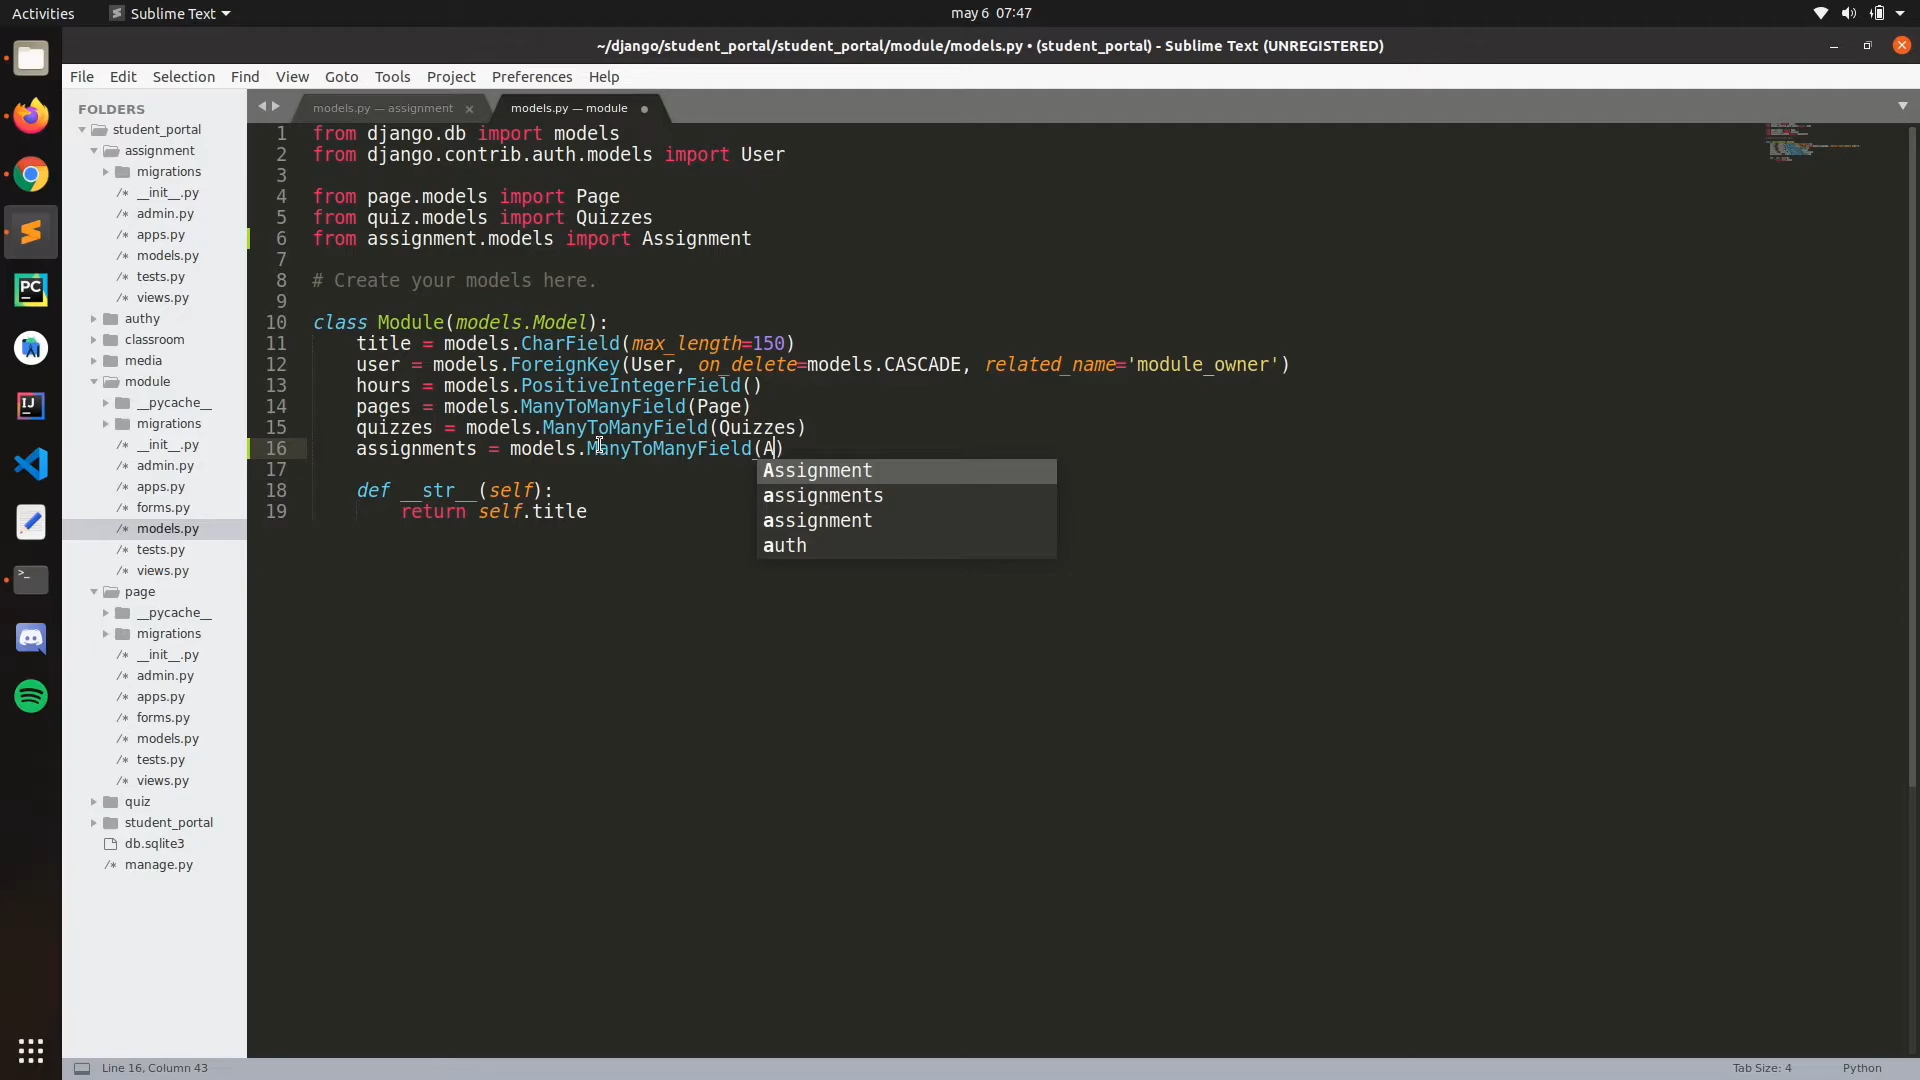 Activities
Sublime Text
may 6 07:47
~/django/student_portal/student_portal/module/models.py • (student_portal) - Sublime Text (UNREGISTERED)
File Edit Selection Find View Goto Tools Project Preferences Help
FOLDERS
student_portal
assignment
migrations
/* __init__.py
/* admin.py
/* apps.py
/* models.py
/* tests.py
/* views.py
authy
classroom
media
module
__pycache__
migrations
/* __init__.py
/* admin.py
/* apps.py
/* forms.py
/* models.py
/* tests.py
/* views.py
page
__pycache__
migrations
/* __init__.py
/* admin.py
/* apps.py
/* forms.py
/* models.py
/* tests.py
/* views.py
quiz
student_portal
db.sqlite3
/* manage.py
models.py — assignment
models.py — module
1 from django.db import models
2 from django.contrib.auth.models import User
3
4 from page.models import Page
5 from quiz.models import Quizzes
6 from assignment.models import Assignment
7
8 # Create your models here.
9
10 class Module(models.Model):
11 title = models.CharField(max_length=150)
12 user = models.ForeignKey(User, on_delete=models.CASCADE, related_name='module_owner')
13 hours = models.PositiveIntegerField()
14 pages = models.ManyToManyField(Page)
15 quizzes = models.ManyToManyField(Quizzes)
16 assignments = models.ManyToManyField(A)
17
18 def __str__(self):
19 return self.title
Assignment
assignments
assignment
auth
PC
IJ
>_
Line 16, Column 43
Tab Size: 4
Python